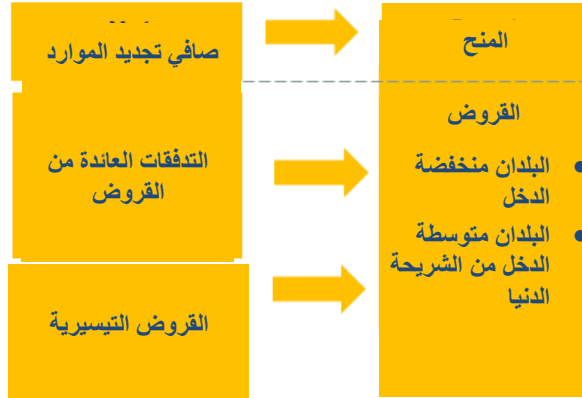 صافي تجديد الموارد
المنح
القروض
التدفقات العائدة من
القروض
● البلدان منخفضة
الدخل
● البلدان متوسطة
الدخل من الشريحة
الدنيا
القروض التيسيرية